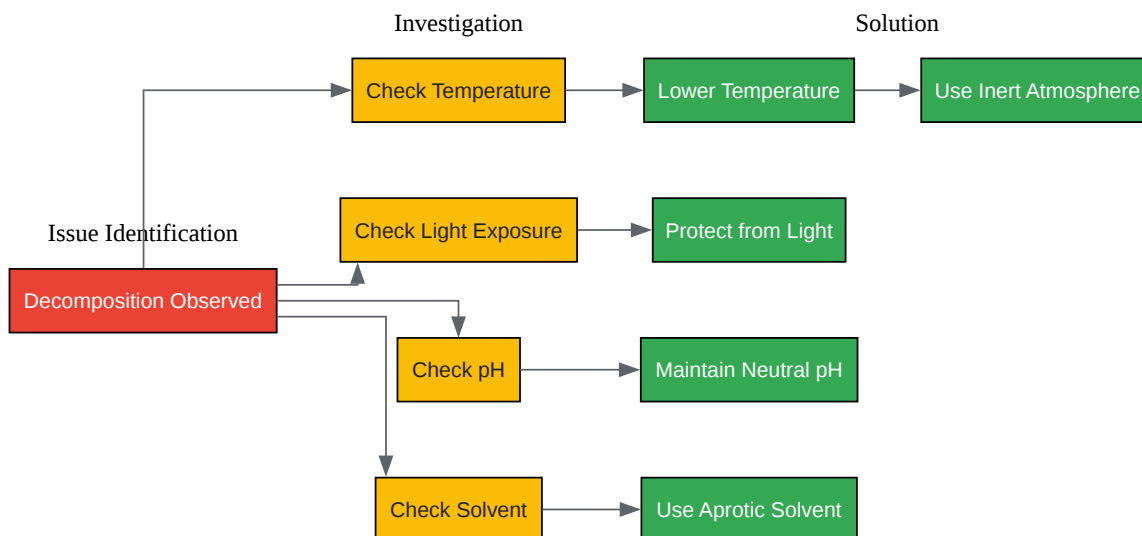 Investigation
Solution
Check Temperature
Lower Temperature
Use Inert Atmosphere
Check Light Exposure
Protect from Light
Issue Identification
Decomposition Observed
Check pH
Maintain Neutral pH
Check Solvent
Use Aprotic Solvent